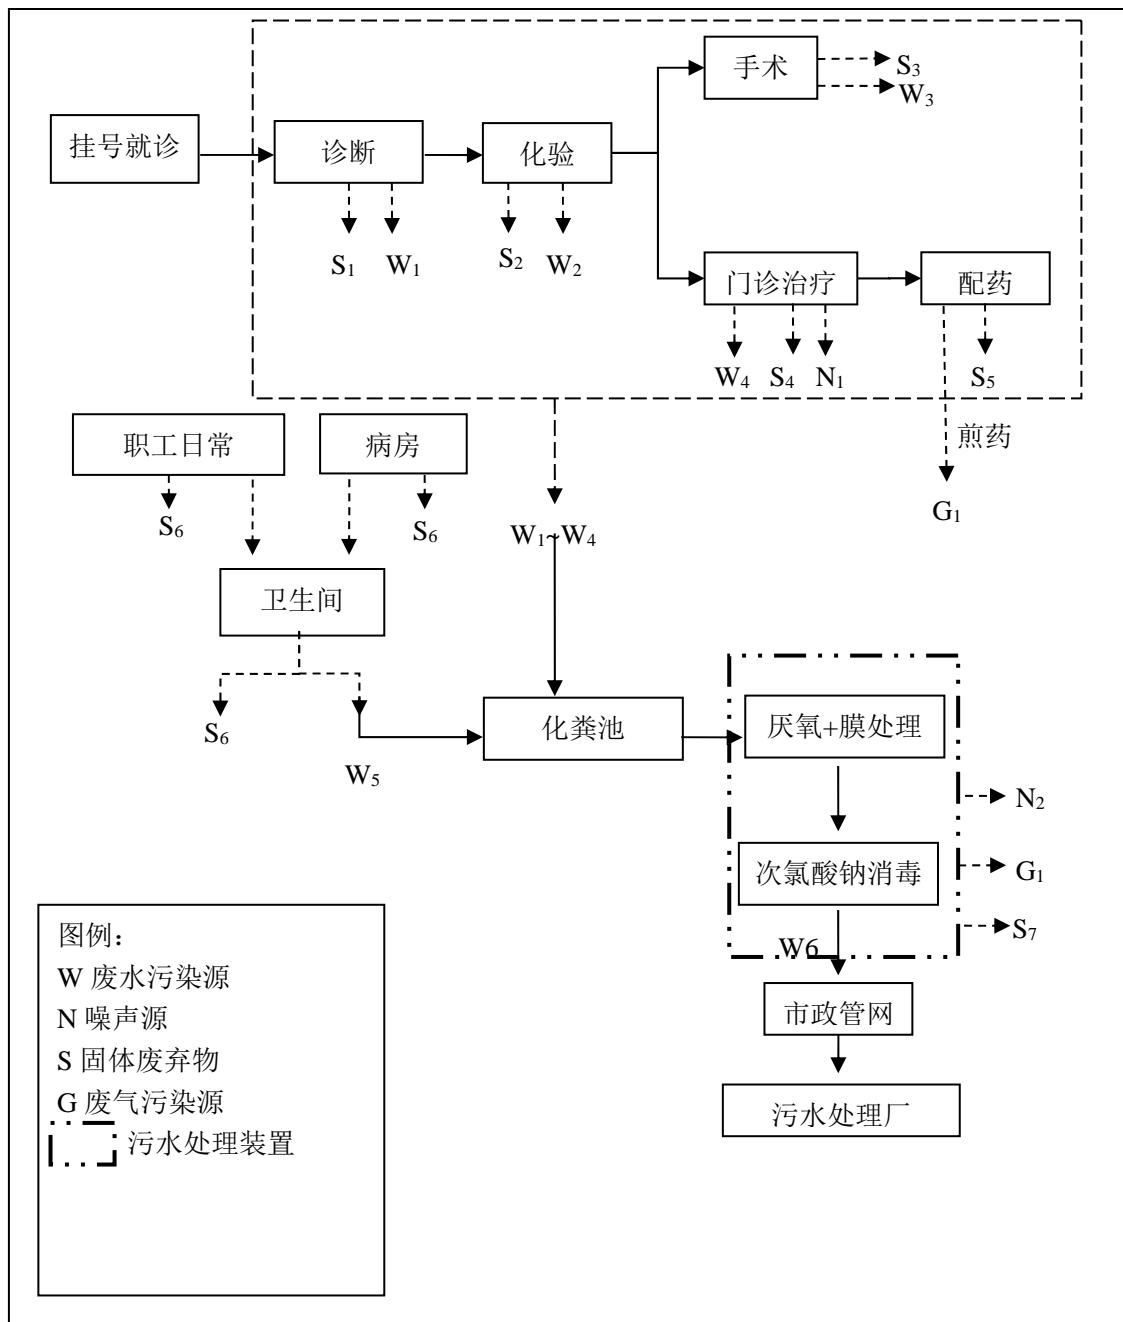 手术
S₃
W₃
挂号就诊
诊断
化验
S₁
W₁
S₂
W₂
门诊治疗
配药
W₄
S₄
N₁
S₅
职工日常
病房
煎药
S₆
S₆
G₁
W₁~W₄
卫生间
S₆
W₅
化粪池
厌氧+膜处理
N₂
次氯酸钠消毒
G₁
S₇
W6
市政管网
污水处理厂
图例：
W 废水污染源
N 噪声源
S 固体废弃物
G 废气污染源
污水处理装置